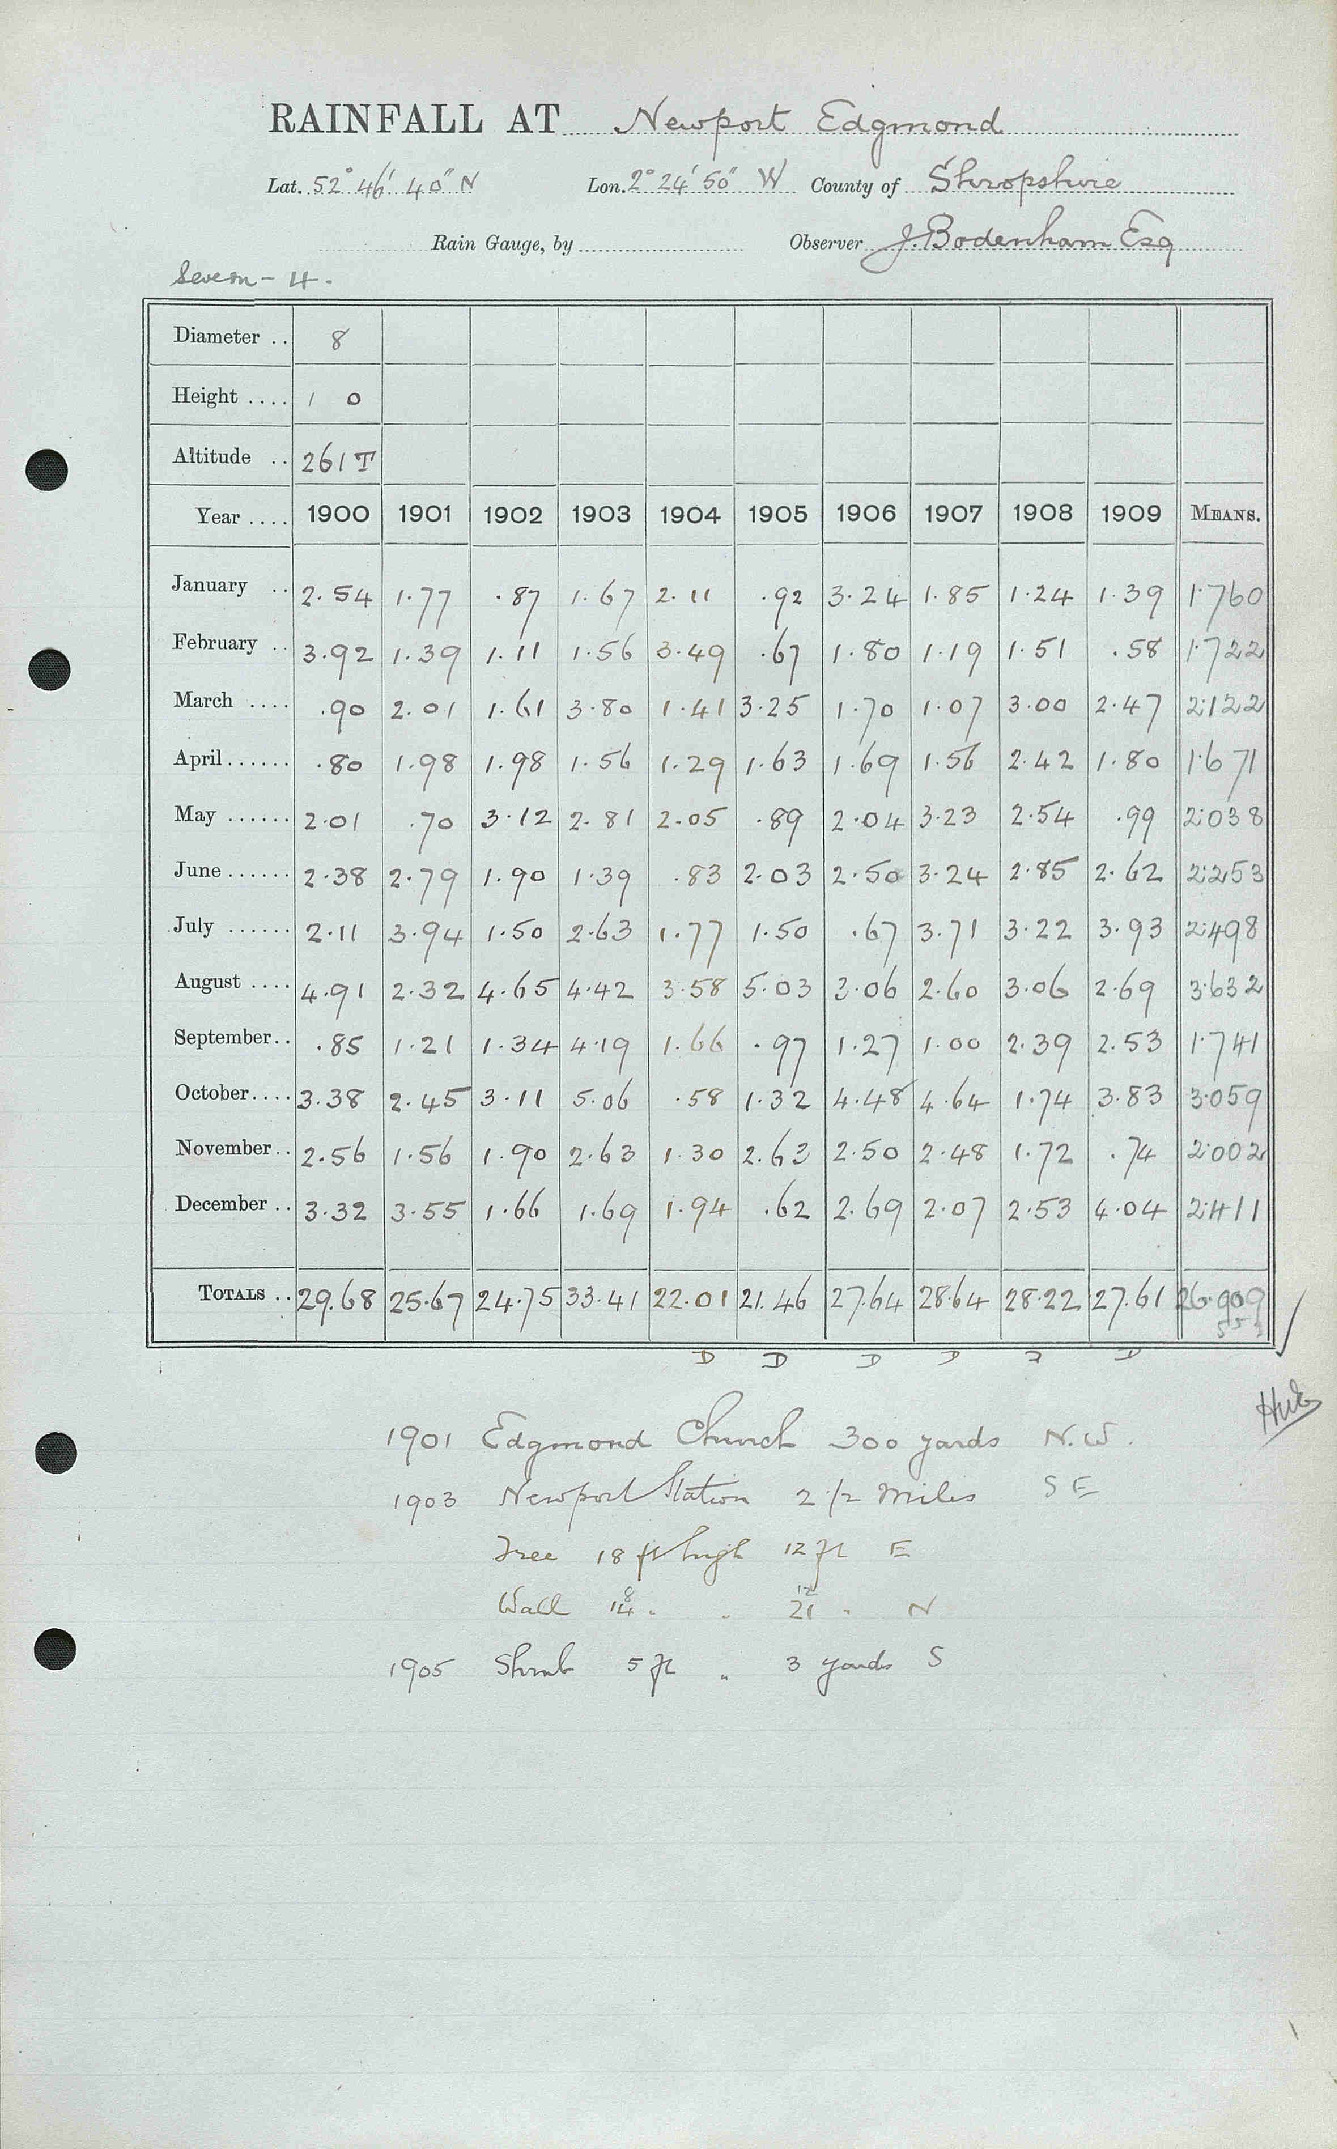 RAINFALL AT Newport Edgmond
Lat. 52° 46' 40" N Lon. 2° 24' 50" W County of Shropshire
Rain Gauge, by Observer J. Bodenham Esq
Severn - 4.
Diameter .. 8
Height .... 1 0
Altitude .. 261 T
Year .... 1900 1901 1902 1903 1904 1905 1906 1907 1908 1909 MEANS.
January .. 2.54 1.77 .87 1.67 2.11 .92 3.24 1.85 1.24 1.39 1.760
February .. 3.92 1.39 1.11 1.56 3.49 .67 1.80 1.19 1.51 .58 1.722
March .... .90 2.01 1.61 3.80 1.41 3.25 1.70 1.07 3.00 2.47 2.122
April...... .80 1.98 1.98 1.56 1.29 1.63 1.69 1.56 2.42 1.80 1.671
May ...... 2.01 .70 3.12 2.81 2.05 .89 2.04 3.23 2.54 .99 2.038
June...... 2.38 2.79 1.90 1.39 .83 2.03 2.50 3.24 2.85 2.62 2.253
July ...... 2.11 3.94 1.50 2.63 1.77 1.50 .67 3.71 3.22 3.93 2.498
August .... 4.91 2.32 4.65 4.42 3.58 5.03 3.06 2.60 3.06 2.69 3.632
September.. .85 1.21 1.34 4.19 1.66 .97 1.27 1.00 2.39 2.53 1.741
October.... 3.38 2.45 3.11 5.06 .58 1.32 4.48 4.64 1.74 3.83 3.059
November.. 2.56 1.56 1.90 2.63 1.30 2.63 2.50 2.48 1.72 .74 2.002
December .. 3.32 3.55 1.66 1.69 1.94 .62 2.69 2.07 2.53 4.04 2.411
TOTALS .. 29.68 25.67 24.75 33.41 22.01 21.46 27.64 28.64 28.22 27.61 26.909
D D D D D
1901 Edgmond Church 300 yards N.W.
1903 Newport Station 2 1/2 Miles S E
Tree 18 ft high 12 ft E
8 12
Wall 14 . . 21 . N
1905 Shrub 5 ft " 3 yards S